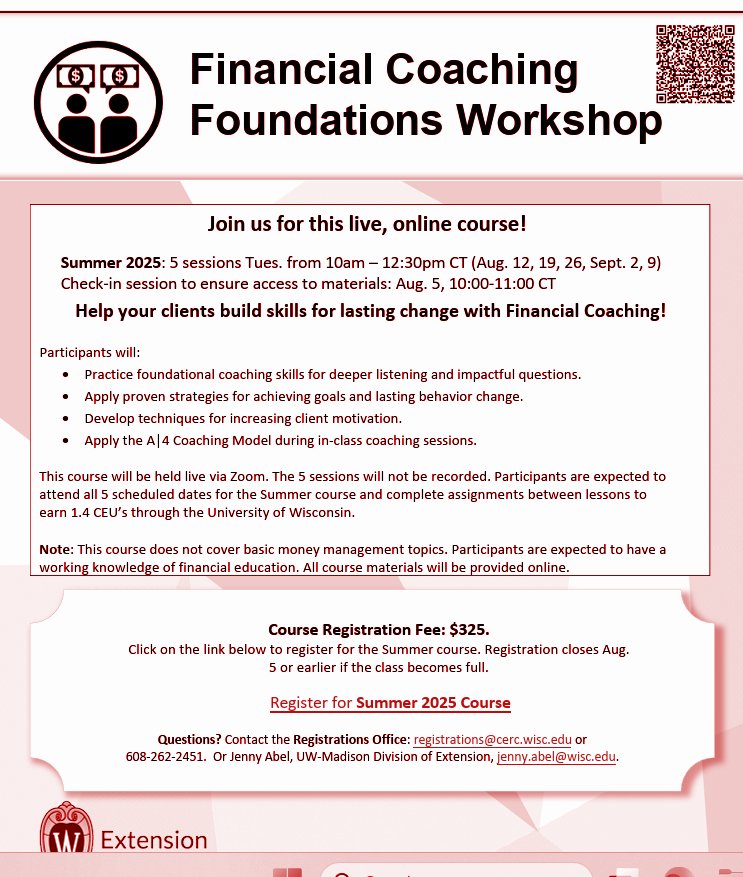 Financial Coaching
Foundations Workshop
Join us for this live, online course!
Summer 2025: 5 sessions Tues. from 10am – 12:30pm CT (Aug. 12, 19, 26, Sept. 2, 9)
Check-in session to ensure access to materials: Aug. 5, 10:00-11:00 CT
Help your clients build skills for lasting change with Financial Coaching!
Participants will:
• Practice foundational coaching skills for deeper listening and impactful questions.
• Apply proven strategies for achieving goals and lasting behavior change.
• Develop techniques for increasing client motivation.
• Apply the A|4 Coaching Model during in-class coaching sessions.
This course will be held live via Zoom. The 5 sessions will not be recorded. Participants are expected to
attend all 5 scheduled dates for the Summer course and complete assignments between lessons to
earn 1.4 CEU's through the University of Wisconsin.
Note: This course does not cover basic money management topics. Participants are expected to have a
working knowledge of financial education. All course materials will be provided online.
Course Registration Fee: $325.
Click on the link below to register for the Summer course. Registration closes Aug.
5 or earlier if the class becomes full.
Register for Summer 2025 Course
Questions? Contact the Registrations Office: registrations@cerc.wisc.edu or
608-262-2451. Or Jenny Abel, UW-Madison Division of Extension, jenny.abel@wisc.edu.
W Extension